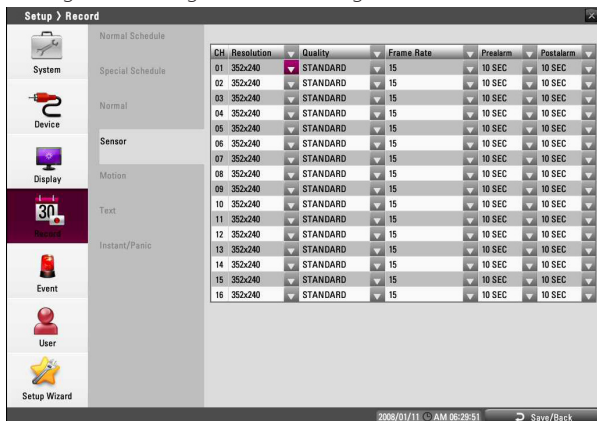 Setup > Record
System
Device
Display
30
Record
Event
User
Setup Wizard
Normal Schedule
Special Schedule
Normal
Sensor
Motion
Text
Instant/Panic
CH Resolution Quality Frame Rate Prealarm Postalarm
01 352x240 STANDARD 15 10 SEC 10 SEC
02 352x240 STANDARD 15 10 SEC 10 SEC
03 352x240 STANDARD 15 10 SEC 10 SEC
04 352x240 STANDARD 15 10 SEC 10 SEC
05 352x240 STANDARD 15 10 SEC 10 SEC
06 352x240 STANDARD 15 10 SEC 10 SEC
07 352x240 STANDARD 15 10 SEC 10 SEC
08 352x240 STANDARD 15 10 SEC 10 SEC
09 352x240 STANDARD 15 10 SEC 10 SEC
10 352x240 STANDARD 15 10 SEC 10 SEC
11 352x240 STANDARD 15 10 SEC 10 SEC
12 352x240 STANDARD 15 10 SEC 10 SEC
13 352x240 STANDARD 15 10 SEC 10 SEC
14 352x240 STANDARD 15 10 SEC 10 SEC
15 352x240 STANDARD 15 10 SEC 10 SEC
16 352x240 STANDARD 15 10 SEC 10 SEC
2008/01/11 AM 06:29:51 Save/Back